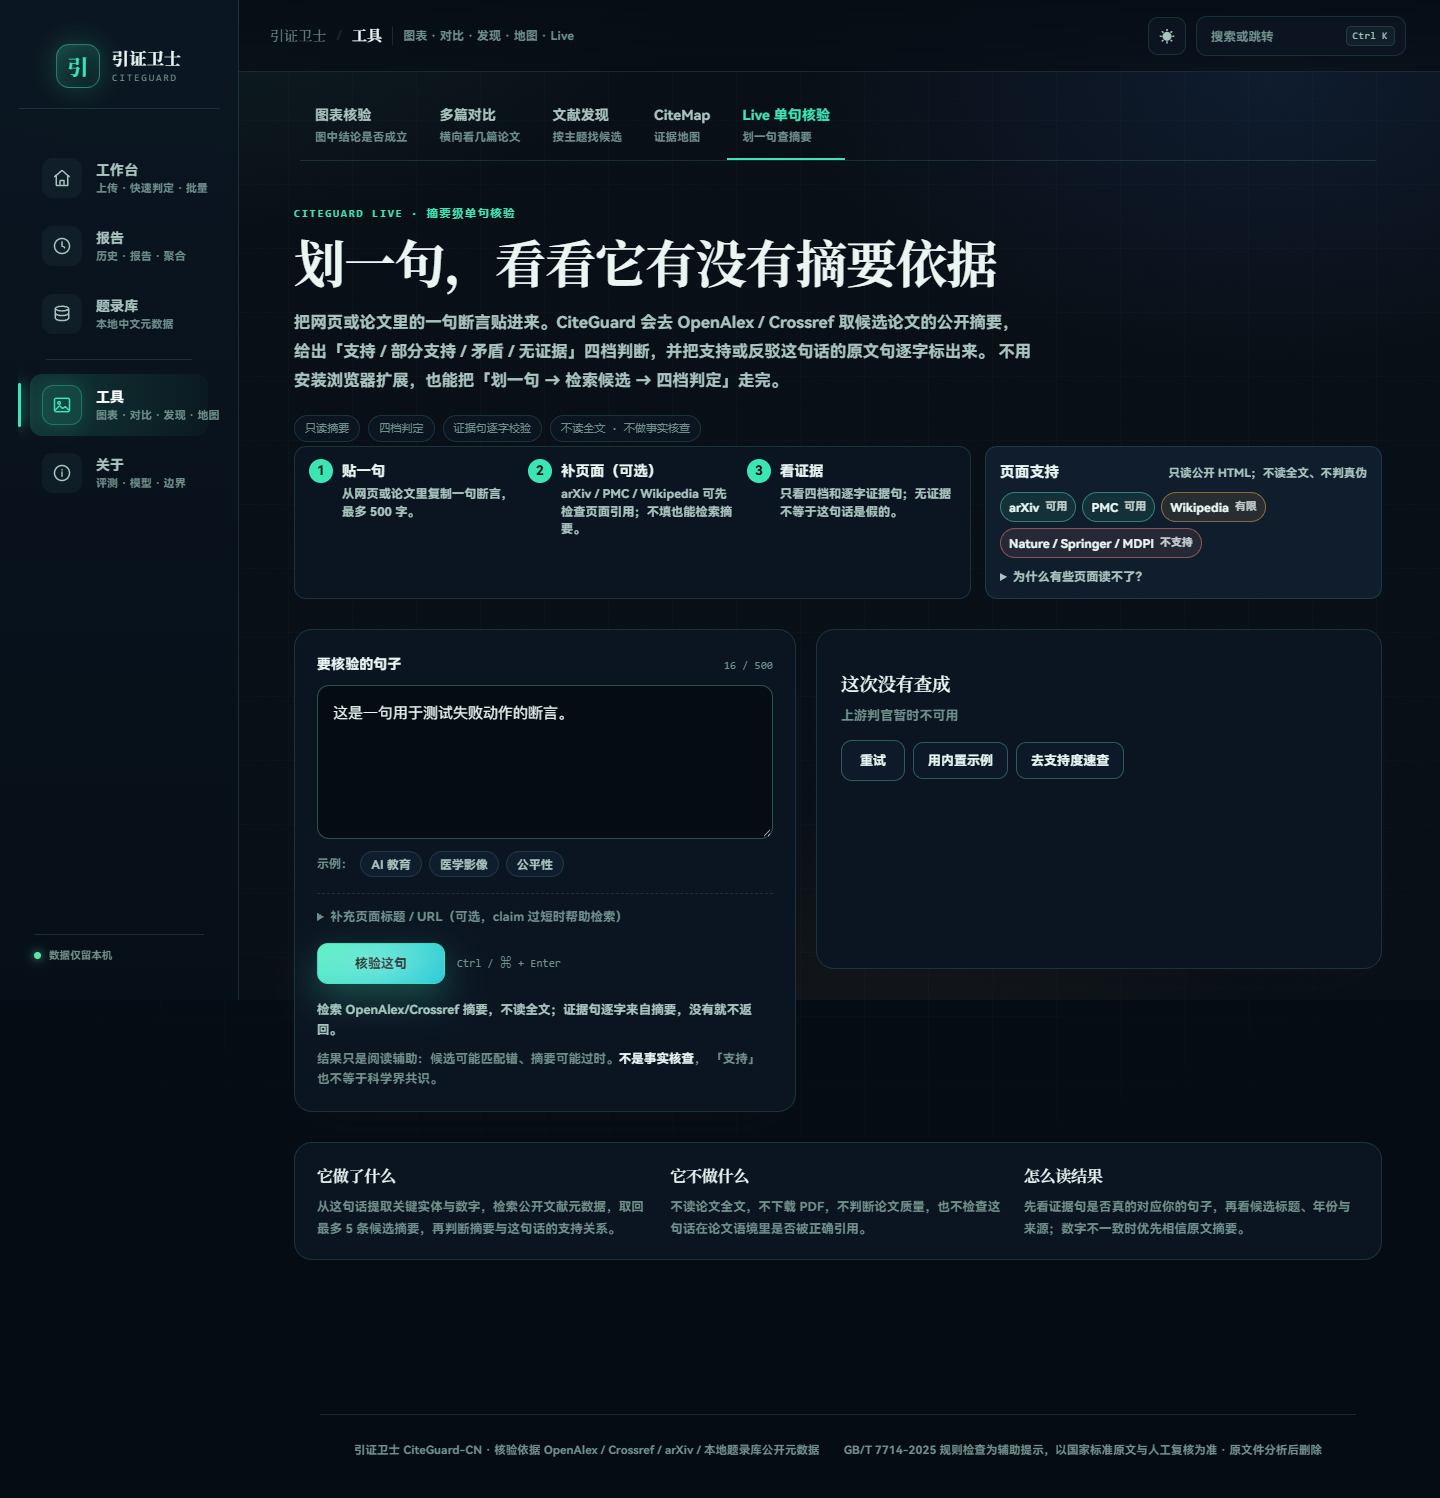 引
引证卫士
CITEGUARD
工作台
上传 · 快速判定 · 批量
报告
历史 · 报告 · 聚合
题录库
本地中文元数据
工具
图表 · 对比 · 发现 · 地图
关于
评测 · 模型 · 边界
数据仅留本机
引证卫士 / 工具 图表 · 对比 · 发现 · 地图 · Live
搜索或跳转 Ctrl K
图表核验
图中结论是否成立
多篇对比
横向看几篇论文
文献发现
按主题找候选
CiteMap
证据地图
Live 单句核验
划一句查摘要
CITEGUARD LIVE · 摘要级单句核验
划一句，看看它有没有摘要依据
把网页或论文里的一句断言贴进来。CiteGuard 会去 OpenAlex / Crossref 取候选论文的公开摘要，
给出「支持 / 部分支持 / 矛盾 / 无证据」四档判断，并把支持或反驳这句话的原文句逐字标出来。 不用
安装浏览器扩展，也能把「划一句 → 检索候选 → 四档判定」走完。
只读摘要 四档判定 证据句逐字校验 不读全文 · 不做事实核查
1 贴一句
从网页或论文里复制一句断言，
最多 500 字。
2 补页面（可选）
arXiv / PMC / Wikipedia 可先
检查页面引用；不填也能检索摘
要。
3 看证据
只看四档和逐字证据句；无证据
不等于这句话是假的。
页面支持 只读公开 HTML；不读全文、不判真伪
arXiv 可用 PMC 可用 Wikipedia 有限
Nature / Springer / MDPI 不支持
▶ 为什么有些页面读不了？
要核验的句子 16 / 500
这是一句用于测试失败动作的断言。
示例： AI 教育 医学影像 公平性
▶ 补充页面标题 / URL（可选，claim 过短时帮助检索）
核验这句 Ctrl / ⌘ + Enter
检索 OpenAlex/Crossref 摘要，不读全文；证据句逐字来自摘要，没有就不返
回。
结果只是阅读辅助：候选可能匹配错、摘要可能过时。不是事实核查，「支持」
也不等于科学界共识。
这次没有查成
上游判官暂时不可用
重试 用内置示例 去支持度速查
它做了什么
从这句话提取关键实体与数字，检索公开文献元数据，取回
最多 5 条候选摘要，再判断摘要与这句话的支持关系。
它不做什么
不读论文全文，不下载 PDF，不判断论文质量，也不检查这
句话在论文语境里是否被正确引用。
怎么读结果
先看证据句是否真的对应你的句子，再看候选标题、年份与
来源；数字不一致时优先相信原文摘要。
引证卫士 CiteGuard-CN · 核验依据 OpenAlex / Crossref / arXiv / 本地题录库公开元数据 GB/T 7714-2025 规则检查为辅助提示，以国家标准原文与人工复核为准 · 原文件分析后删除